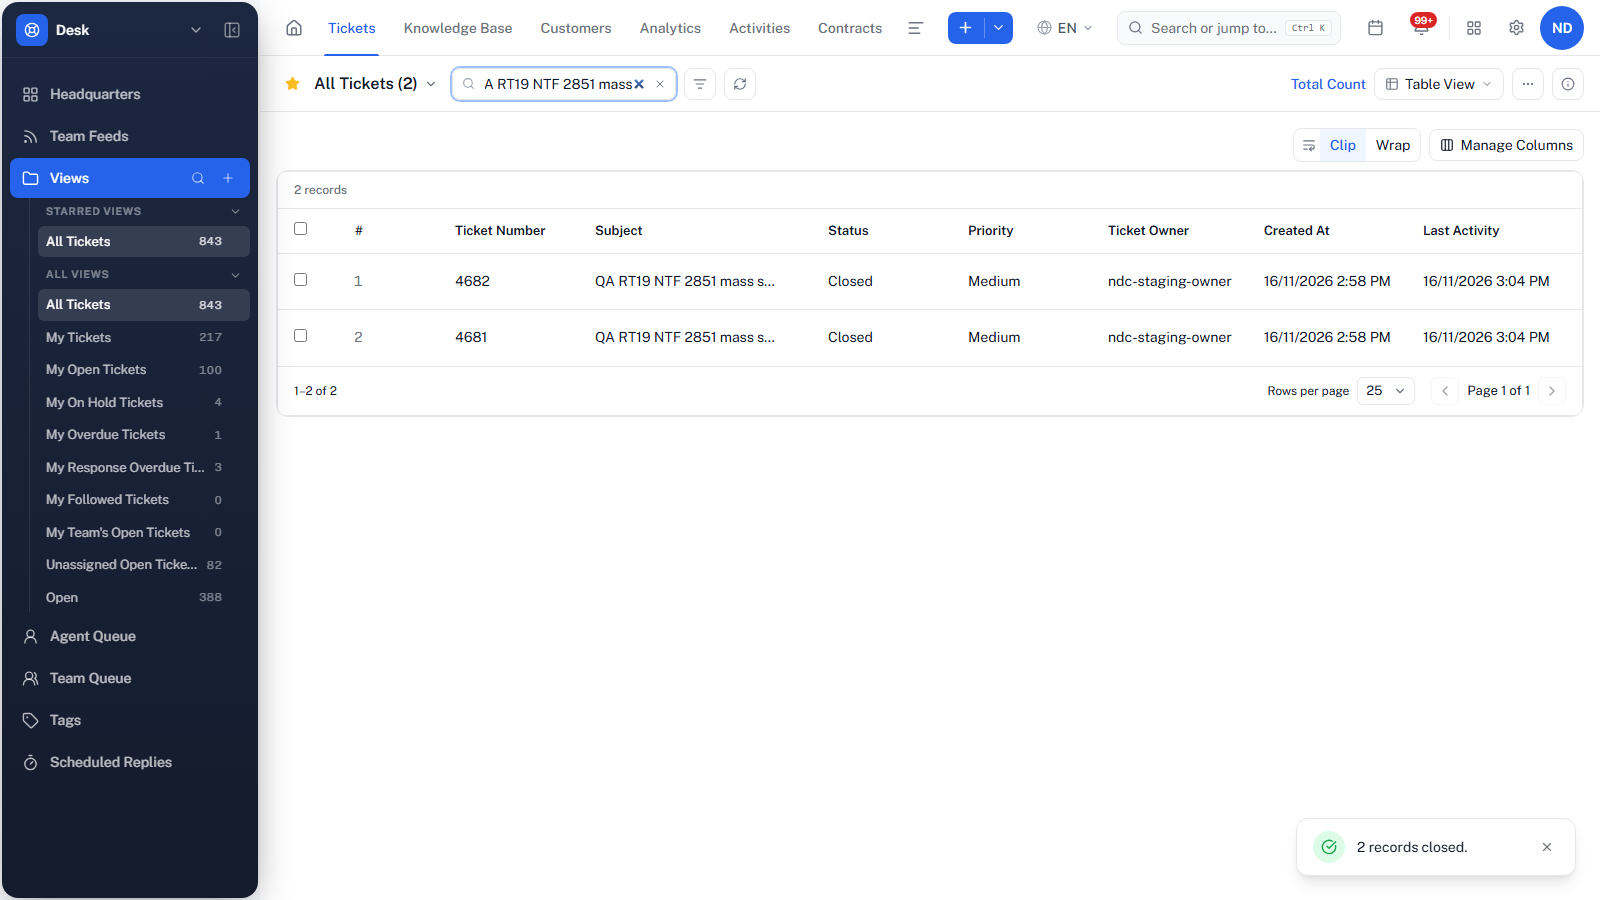 Desk
Tickets
Knowledge Base
Customers
Analytics
Activities
Contracts
EN
Search or jump to...
Ctrl K
99+
ND
Headquarters
Team Feeds
Views
STARRED VIEWS
All Tickets 843
ALL VIEWS
All Tickets 843
My Tickets 217
My Open Tickets 100
My On Hold Tickets 4
My Overdue Tickets 1
My Response Overdue Ti... 3
My Followed Tickets 0
My Team's Open Tickets 0
Unassigned Open Ticke... 82
Open 388
Agent Queue
Team Queue
Tags
Scheduled Replies
All Tickets (2)
A RT19 NTF 2851 mass
Total Count
Table View
Clip
Wrap
Manage Columns
2 records
# Ticket Number Subject Status Priority Ticket Owner Created At Last Activity
1 4682 QA RT19 NTF 2851 mass s... Closed Medium ndc-staging-owner 16/11/2026 2:58 PM 16/11/2026 3:04 PM
2 4681 QA RT19 NTF 2851 mass s... Closed Medium ndc-staging-owner 16/11/2026 2:58 PM 16/11/2026 3:04 PM
1–2 of 2
Rows per page 25
Page 1 of 1
2 records closed.